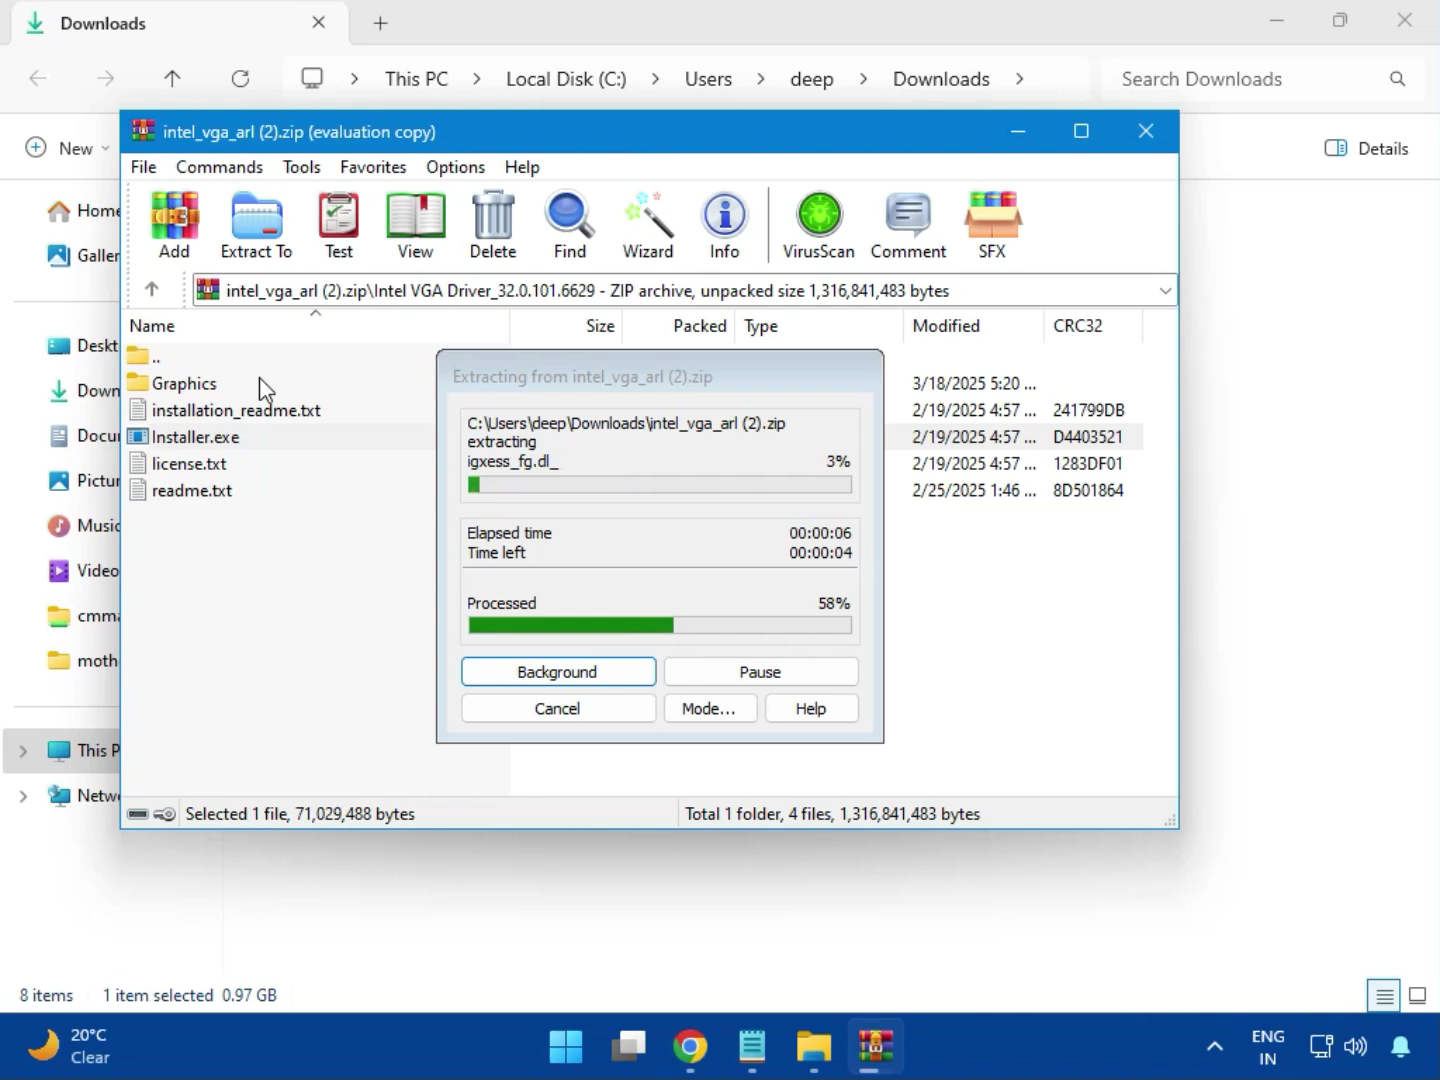 Downloads
This PC > Local Disk (C:) > Users > deep > Downloads >
Search Downloads
New
Details
intel_vga_arl (2).zip (evaluation copy)
File Commands Tools Favorites Options Help
Add Extract To Test View Delete Find Wizard Info VirusScan Comment SFX
intel_vga_arl (2).zip\Intel VGA Driver_32.0.101.6629 - ZIP archive, unpacked size 1,316,841,483 bytes
Name Size Packed Type Modified CRC32
..
Graphics 3/18/2025 5:20 ...
installation_readme.txt 2/19/2025 4:57 ... 241799DB
Installer.exe 2/19/2025 4:57 ... D4403521
license.txt 2/19/2025 4:57 ... 1283DF01
readme.txt 2/25/2025 1:46 ... 8D501864
Extracting from intel_vga_arl (2).zip
C:\Users\deep\Downloads\intel_vga_arl (2).zip
extracting
igxess_fg.dl_ 3%
Elapsed time 00:00:06
Time left 00:00:04
Processed 58%
Background Pause
Cancel Mode... Help
Selected 1 file, 71,029,488 bytes
Total 1 folder, 4 files, 1,316,841,483 bytes
Home
Galler
Deskt
Down
Docu
Pictur
Music
Video
cmma
moth
This P
Netwo
8 items 1 item selected 0.97 GB
20°C
Clear
ENG
IN